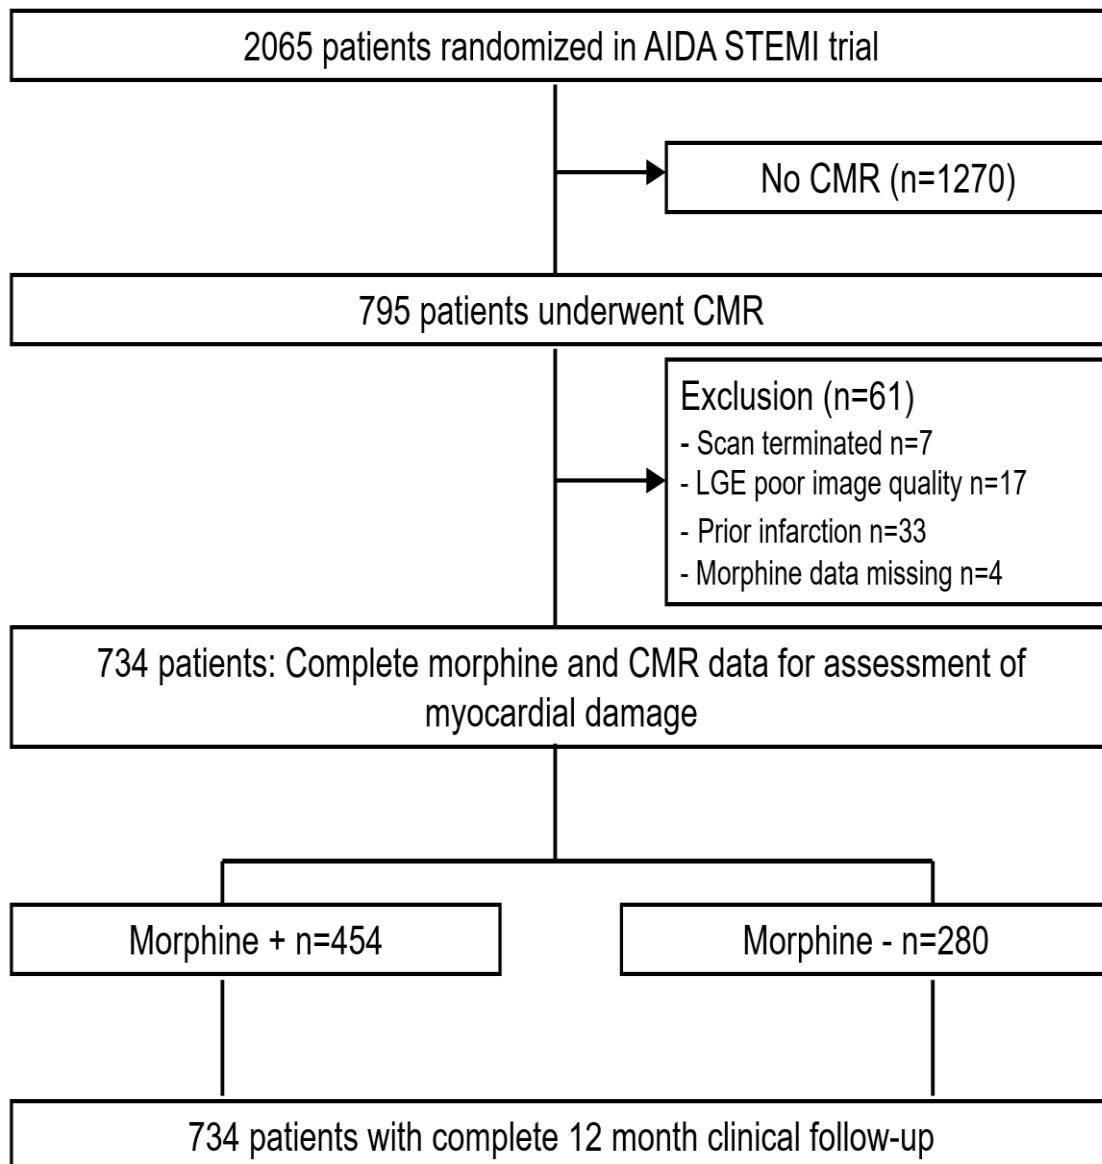 2065 patients randomized in AIDA STEMI trial
No CMR (n=1270)
795 patients underwent CMR
Exclusion (n=61)
- Scan terminated n=7
- LGE poor image quality n=17
- Prior infarction n=33
- Morphine data missing n=4
734 patients: Complete morphine and CMR data for assessment of
myocardial damage
Morphine + n=454
Morphine - n=280
734 patients with complete 12 month clinical follow-up